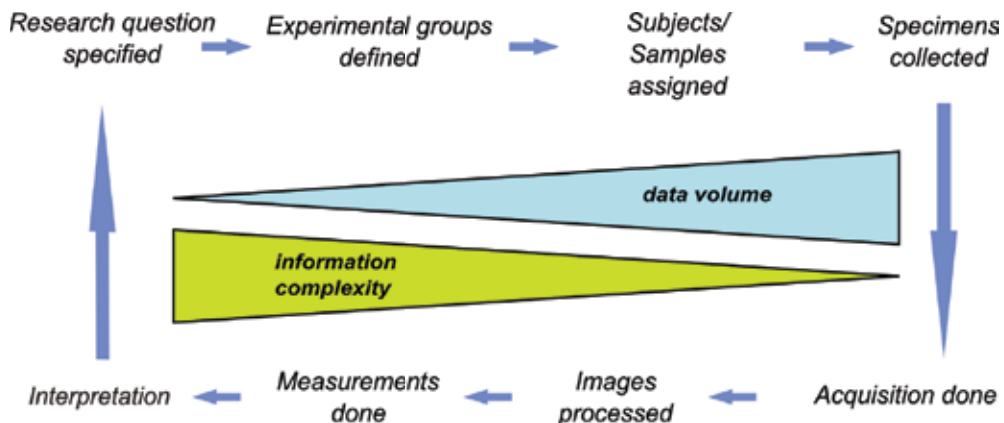 Research question
specified
Experimental groups
defined
Subjects/
Samples
assigned
Specimens
collected
data volume
information
complexity
Interpretation
Measurements
done
Images
processed
Acquisition done